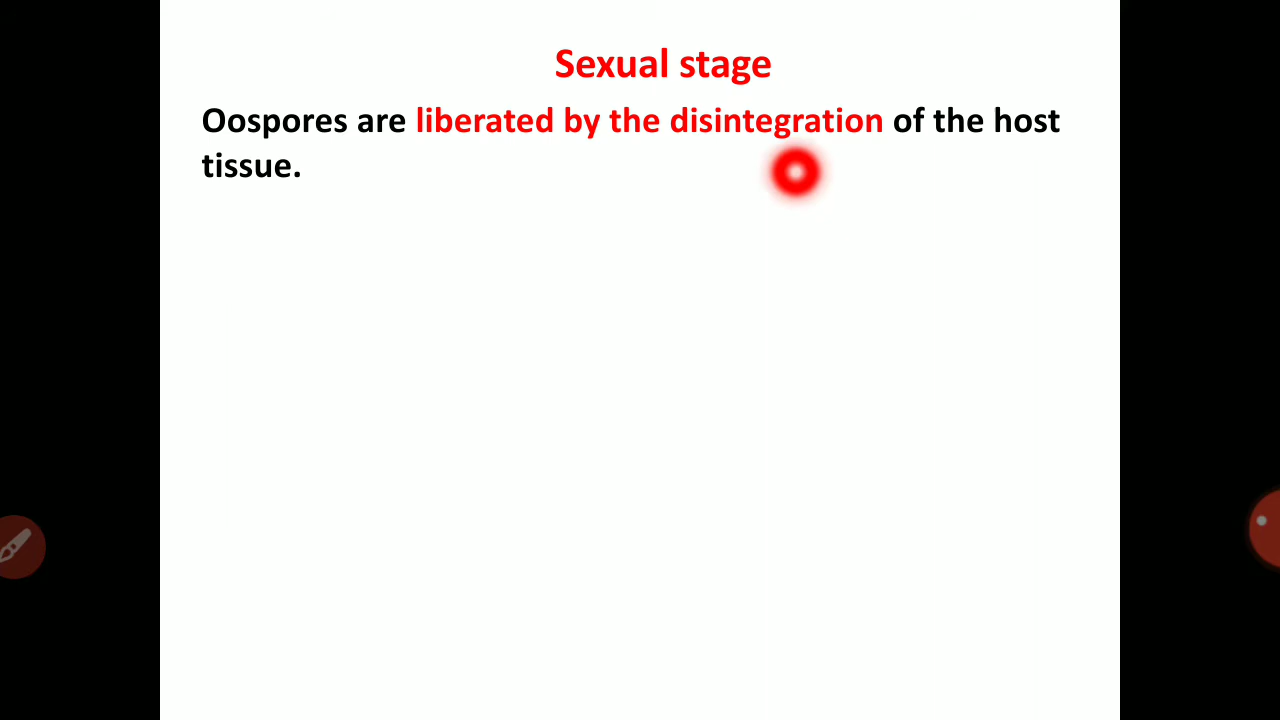 Sexual stage
Oospores are liberated by the disintegration of the host
tissue.